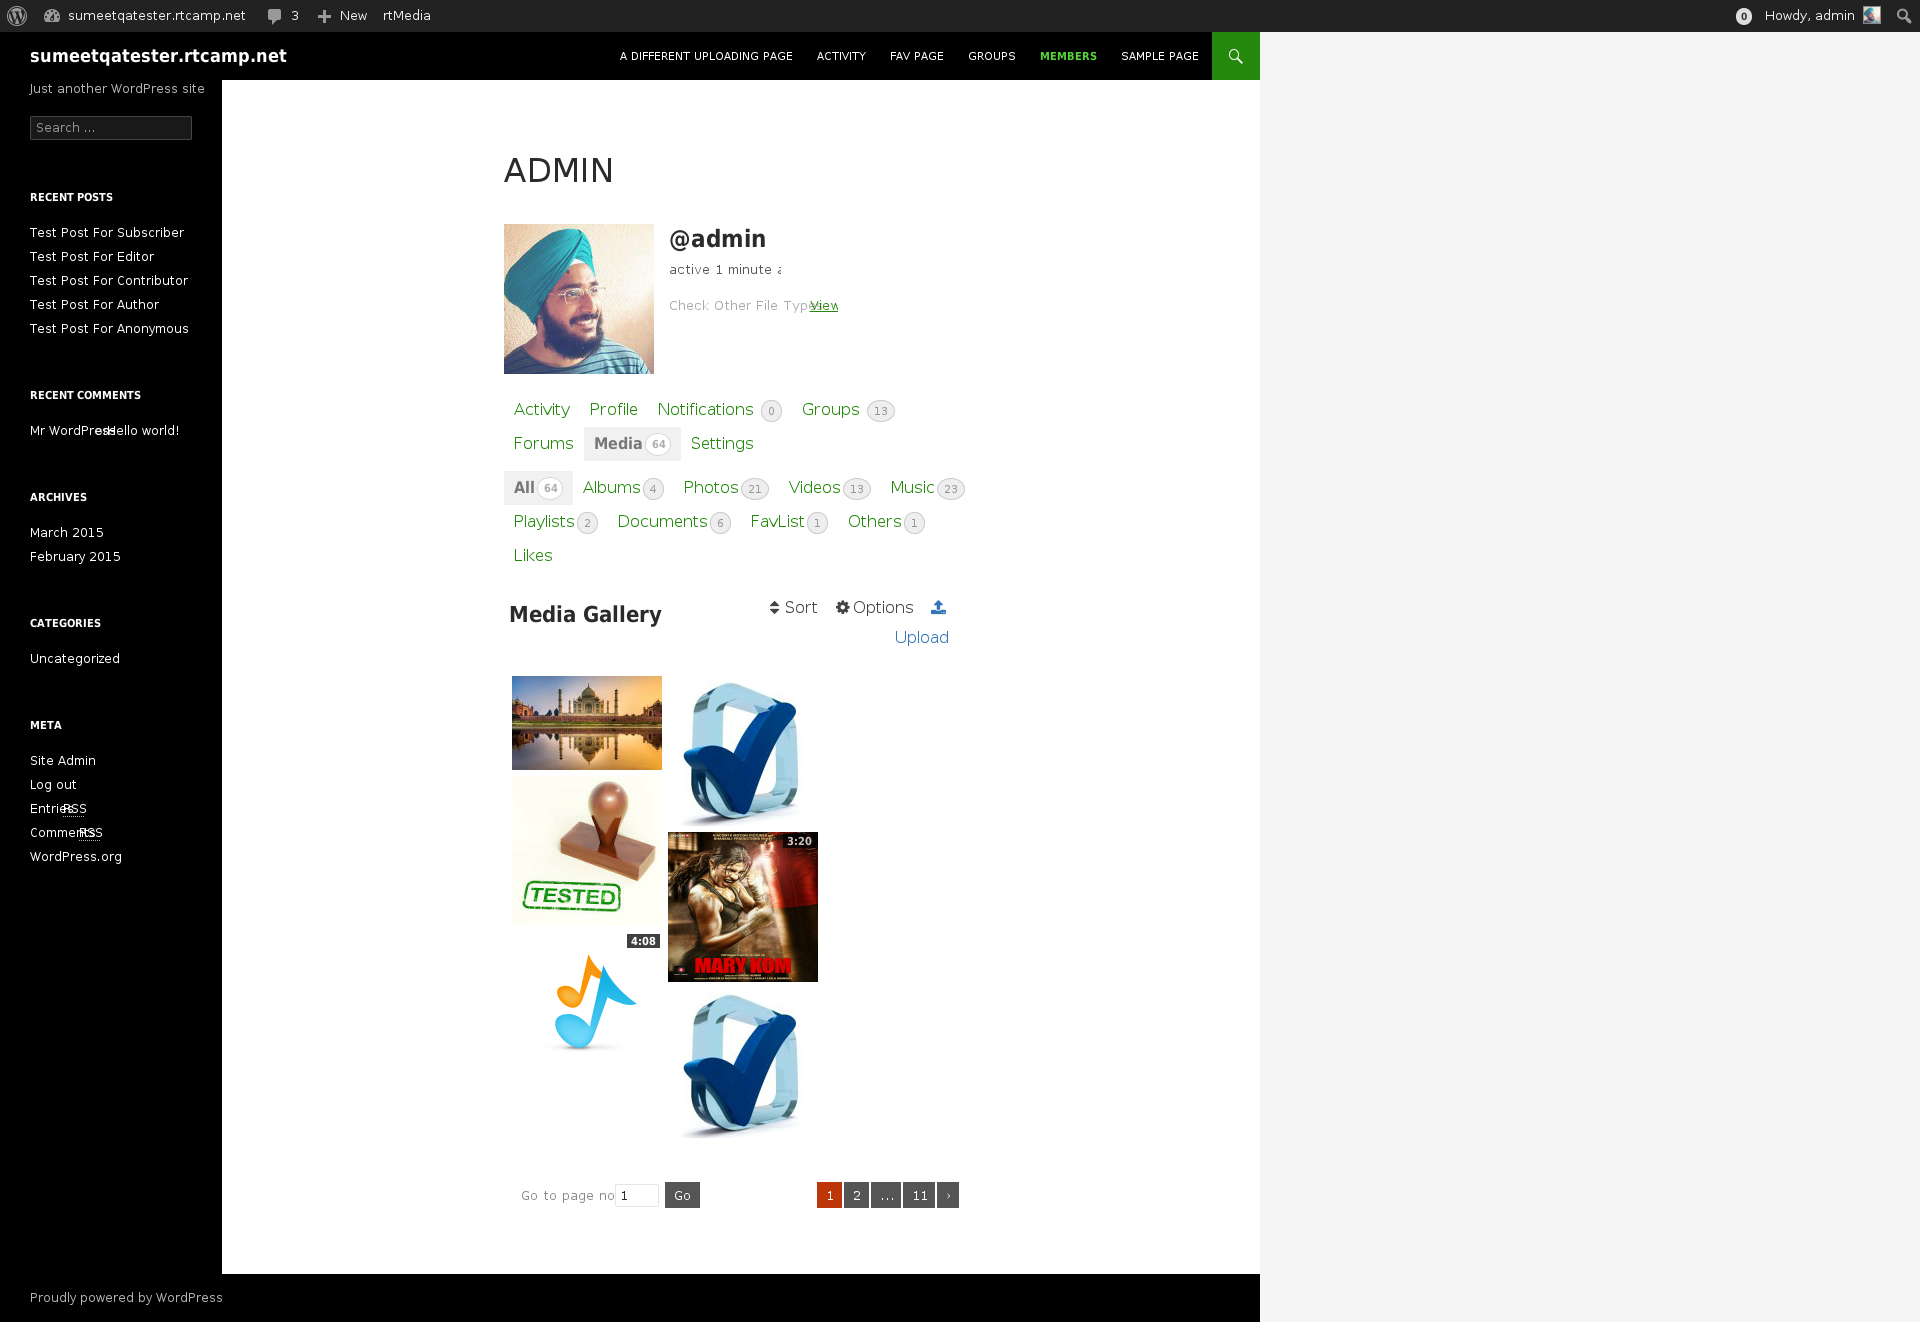 sumeetqatester.rtcamp.net 3 New rtMedia 0 Howdy, admin
sumeetqatester.rtcamp.net A DIFFERENT UPLOADING PAGE ACTIVITY FAV PAGE GROUPS MEMBERS SAMPLE PAGE
Just another WordPress site
Search ...
RECENT POSTS
Test Post For Subscriber
Test Post For Editor
Test Post For Contributor
Test Post For Author
Test Post For Anonymous
RECENT COMMENTS
Mr WordPress Hello world!
ARCHIVES
March 2015
February 2015
CATEGORIES
Uncategorized
META
Site Admin
Log out
Entries RSS
Comments RSS
WordPress.org
ADMIN
@admin
active 1 minute a
Check Other File Types View
Activity Profile Notifications 0 Groups 13
Forums Media 64 Settings
All 64 Albums 4 Photos 21 Videos 13 Music 23
Playlists 2 Documents 6 FavList 1 Others 1
Likes
Media Gallery
Sort Options
Upload
TESTED
3:20
MARY KOM
4:08
Go to page no 1 Go 1 2 ... 11 ›
Proudly powered by WordPress